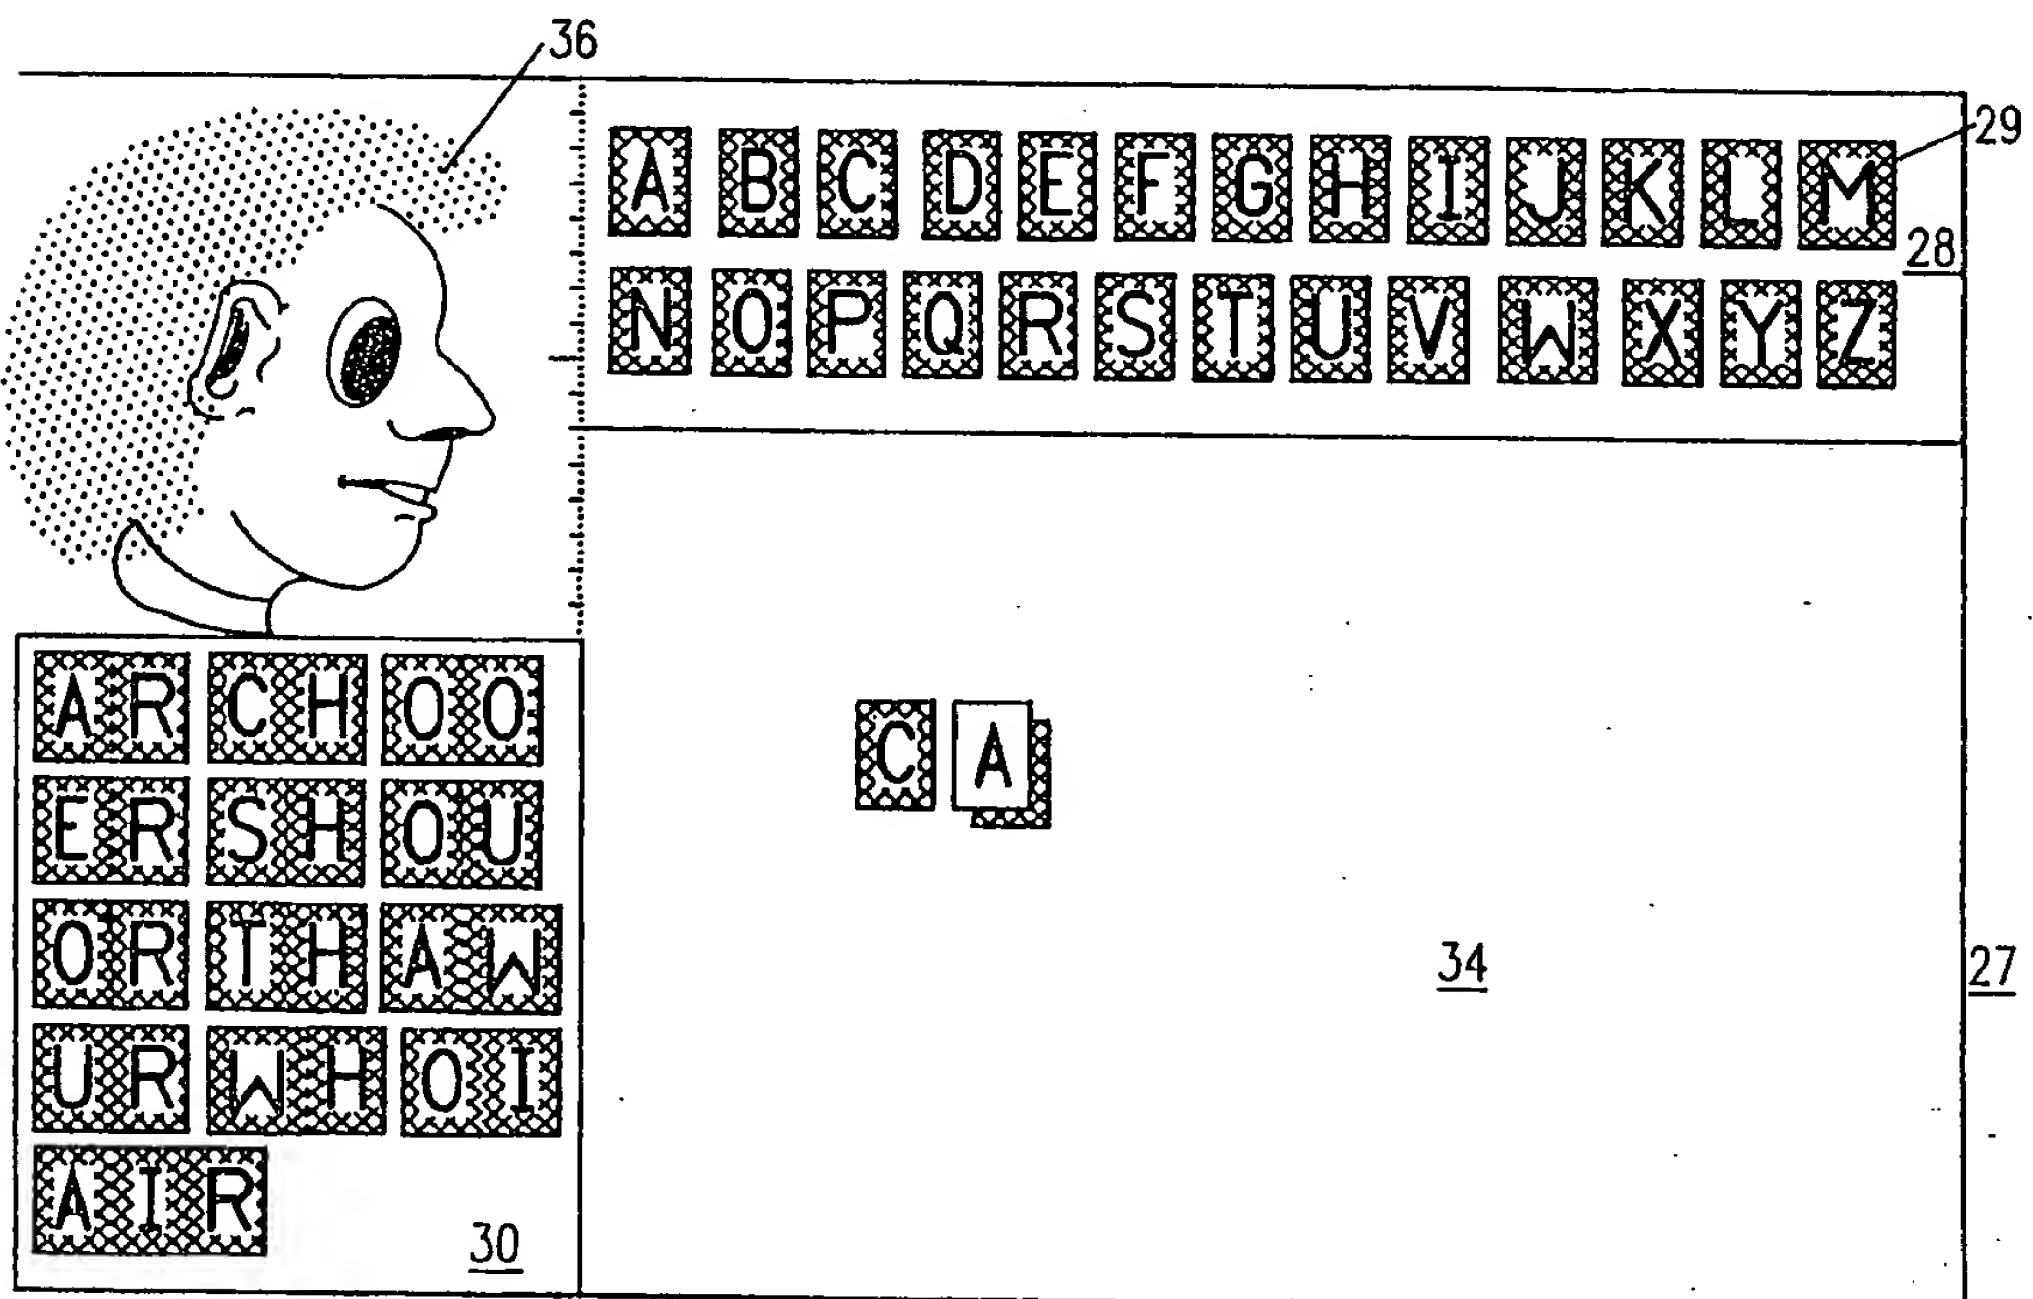 36
A B C D E F G H I J K L M
29
28
N O P Q R S T U V W X Y Z
AR CH OO
ER SH OU
OR TH AW
UR WH OI
AIR
30
C A
34
27